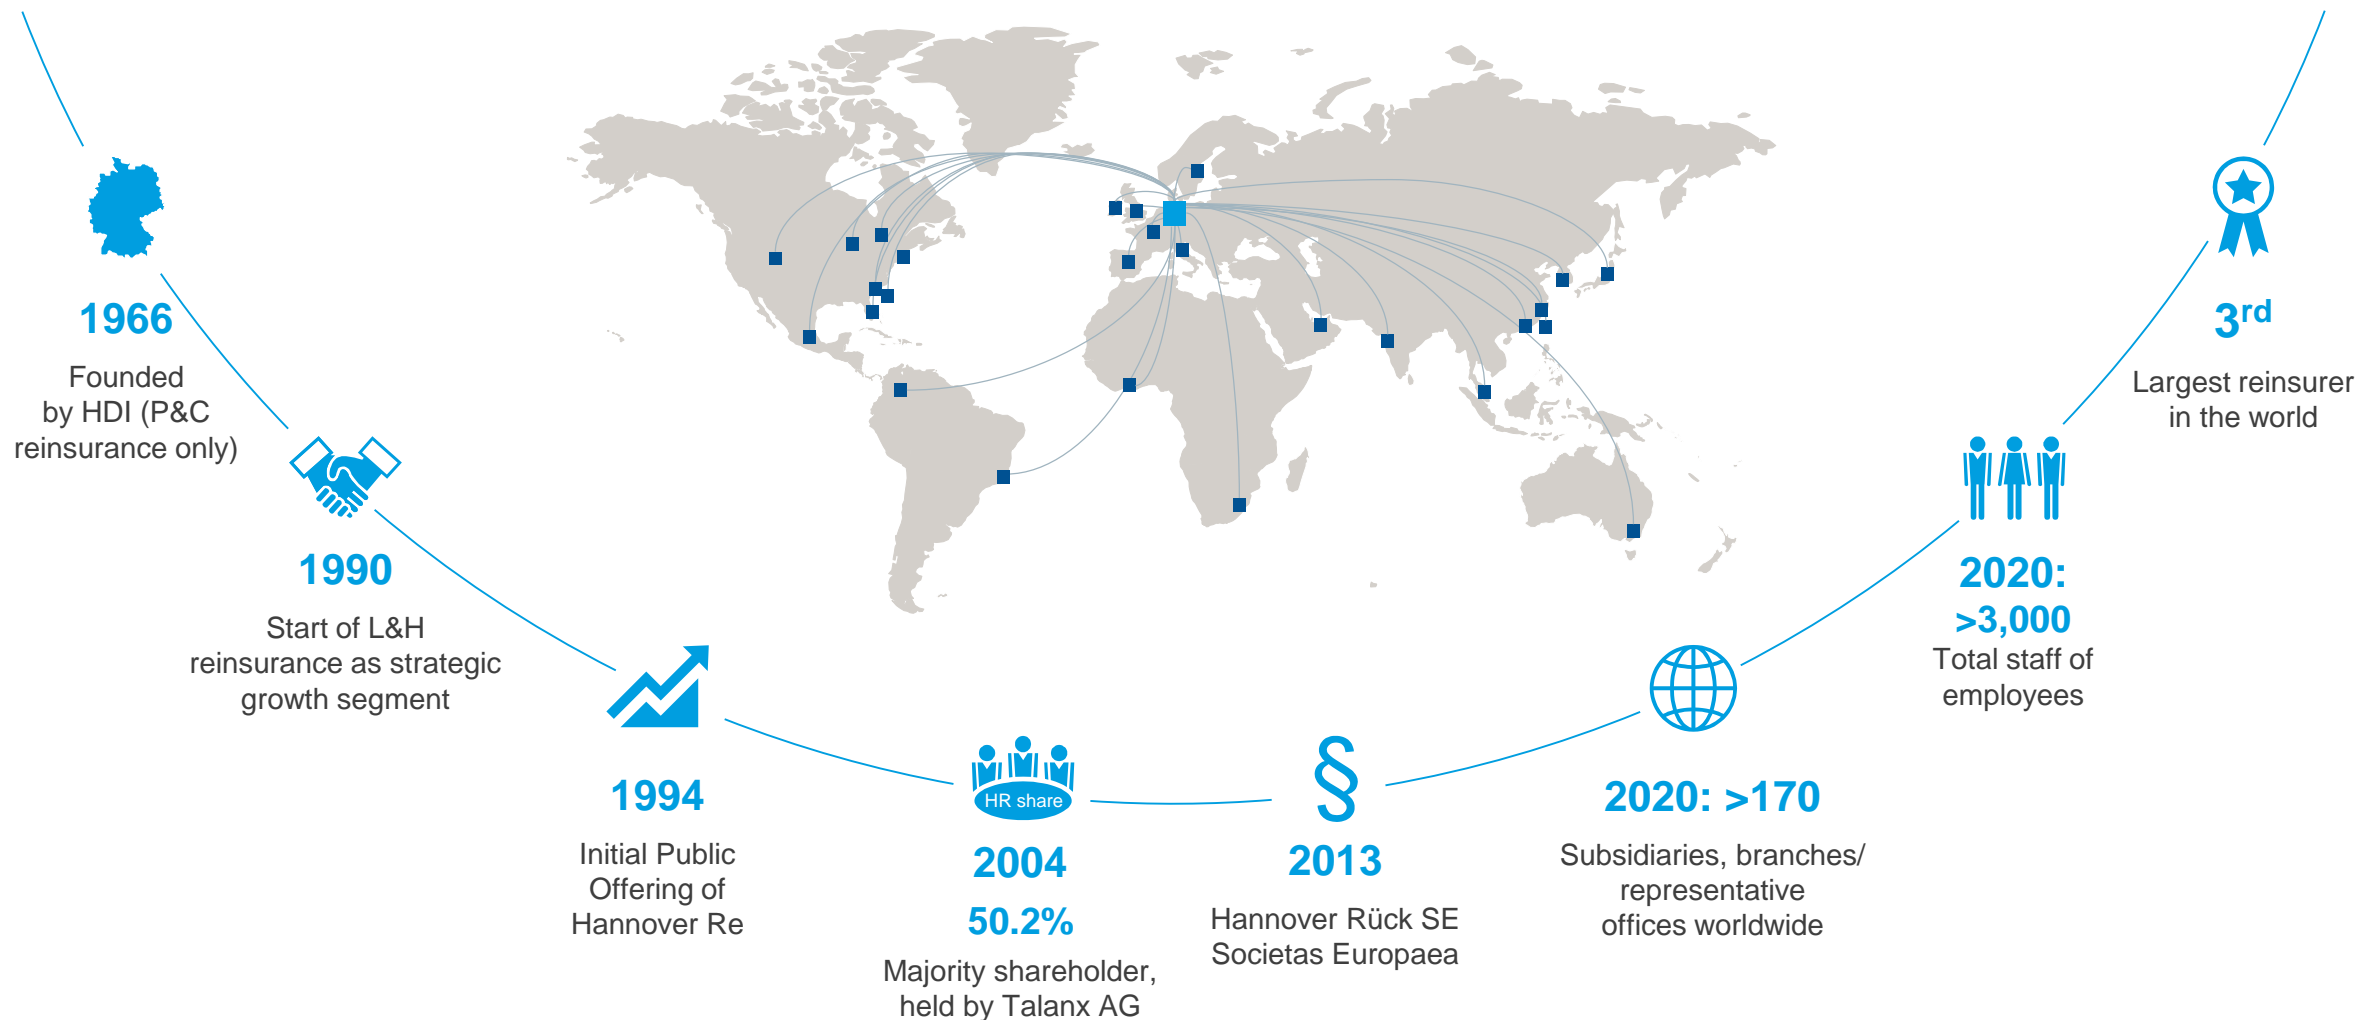 1966
Founded
by HDI (P&C
reinsurance only)
1990
Start of L&H
reinsurance as strategic
growth segment
1994
Initial Public
Offering of
Hannover Re
HR share
2004
50.2%
Majority shareholder,
held by Talanx AG
§
2013
Hannover Rück SE
Societas Europaea
2020: >170
Subsidiaries, branches/
representative
offices worldwide
2020:
>3,000
Total staff of
employees
3rd
Largest reinsurer
in the world